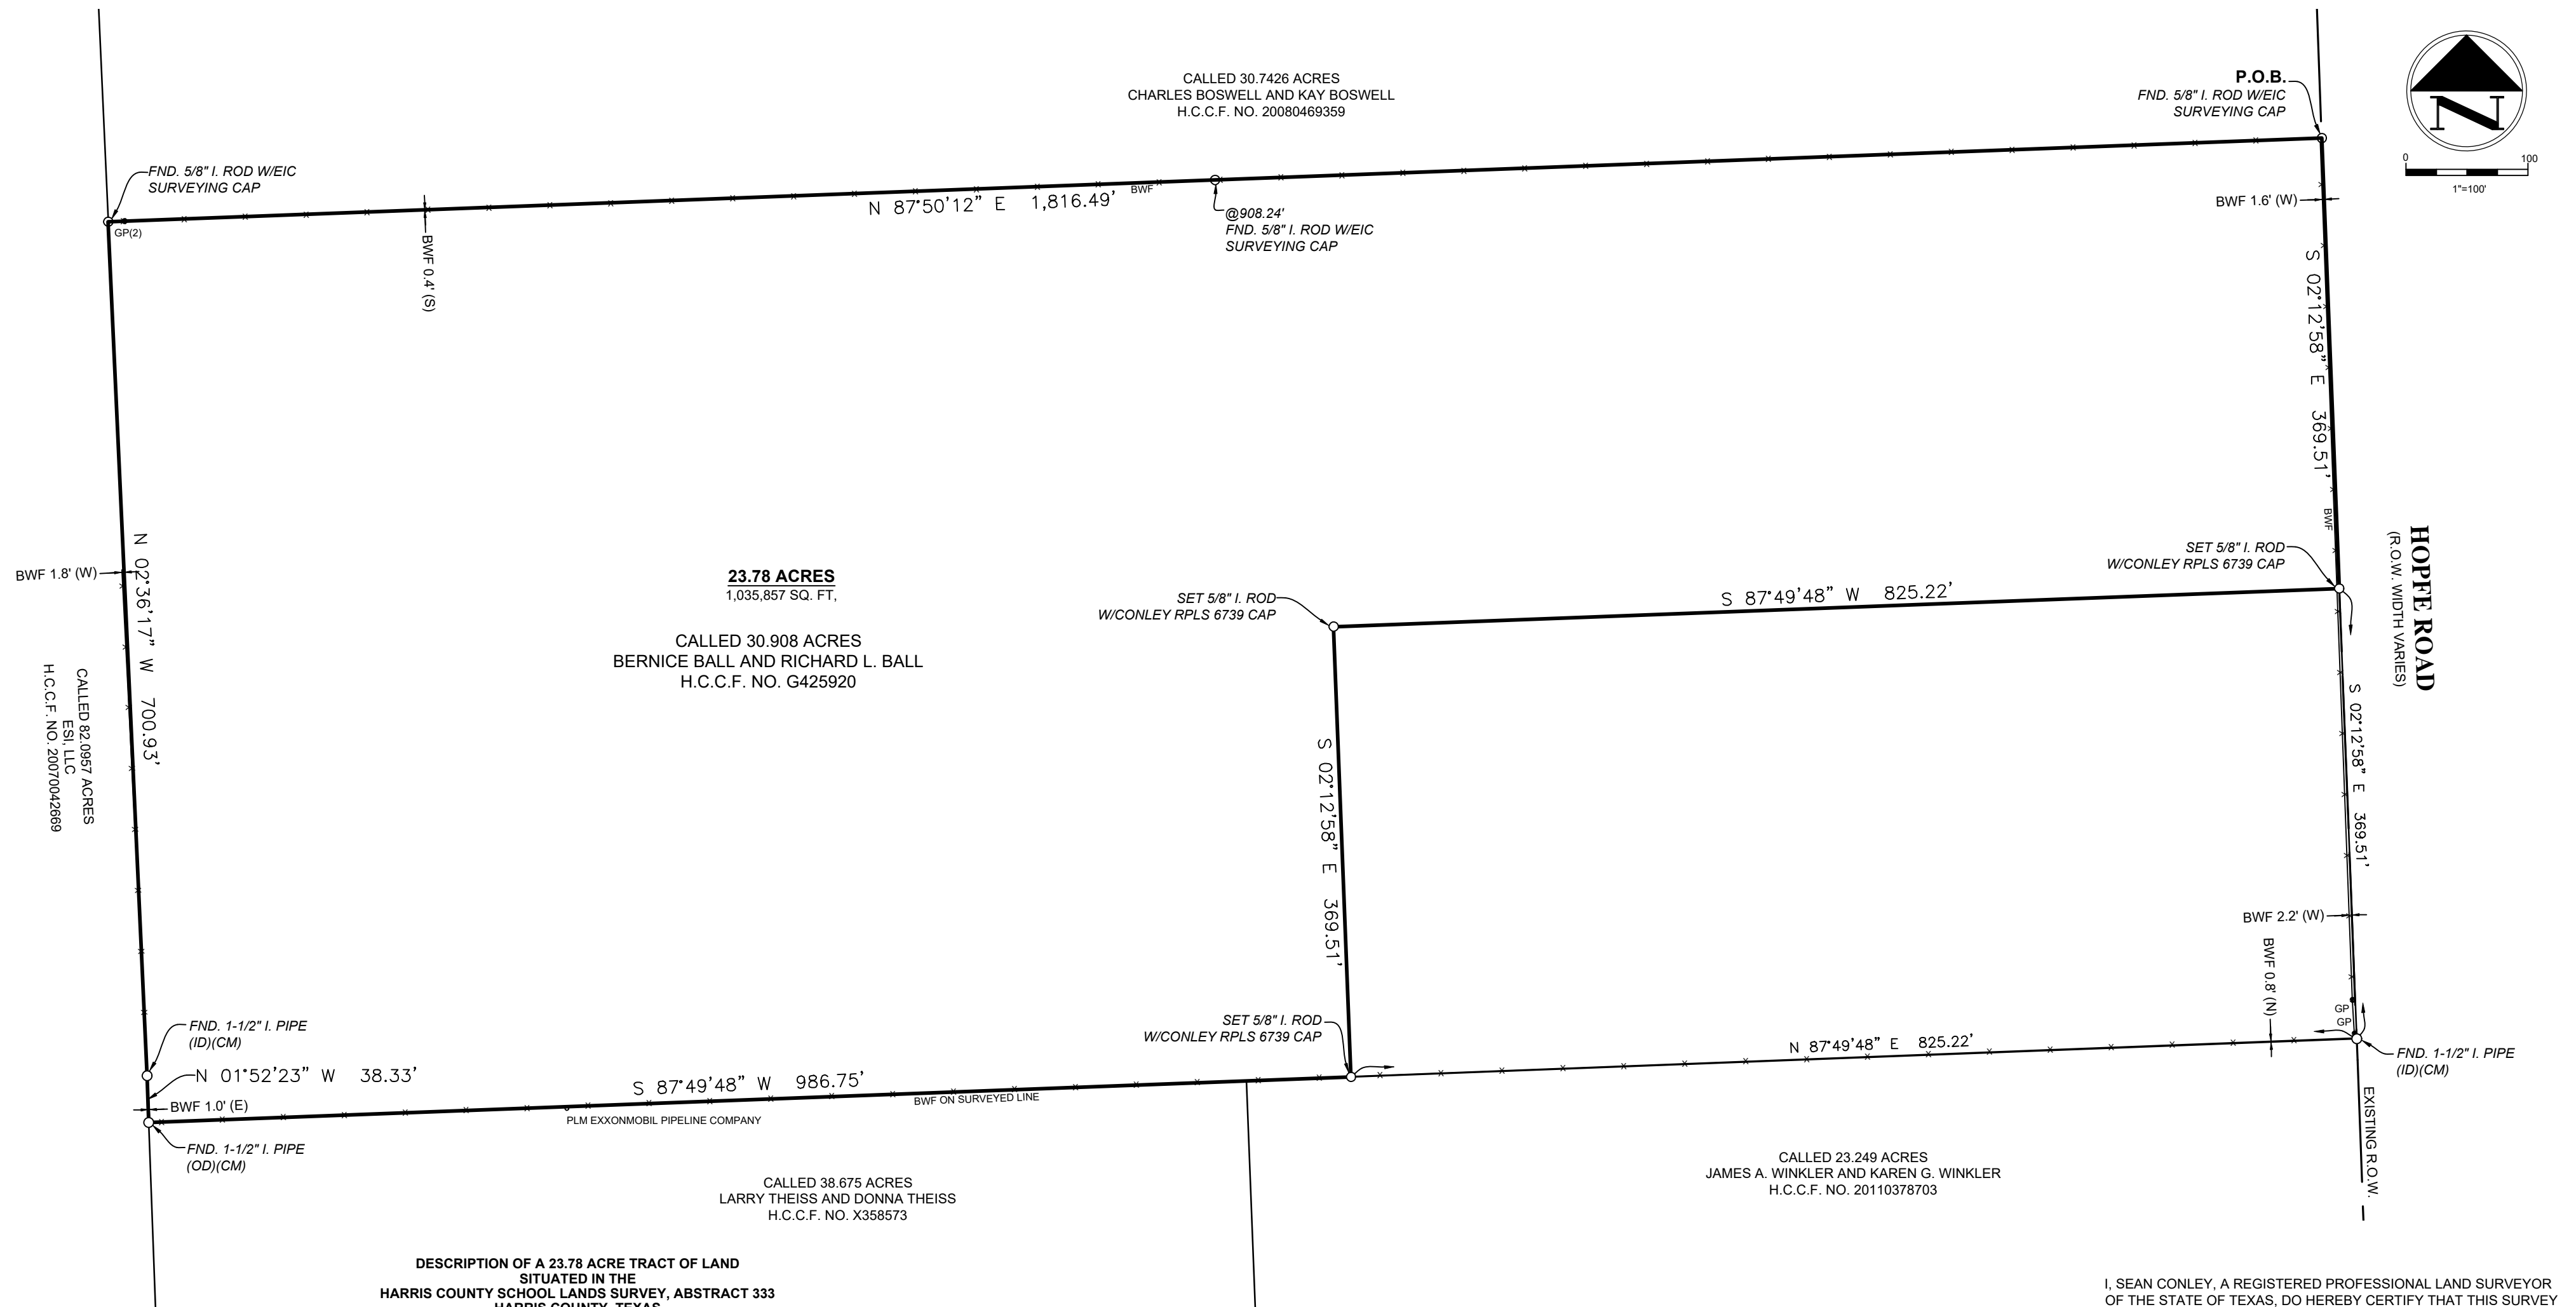 CALLED 30.7426 ACRES
CHARLES BOSWELL AND KAY BOSWELL
H.C.C.F. NO. 20080469359
P.O.B.
FND. 5/8" I. ROD W/EIC
SURVEYING CAP
N
0 100
1"=100'
FND. 5/8" I. ROD W/EIC
SURVEYING CAP
GP(2)
BWF 0.4' (S)
N 87°50'12" E 1,816.49'
BWF
@908.24'
FND. 5/8" I. ROD W/EIC
SURVEYING CAP
BWF 1.6' (W)
S 02°12'58" E 369.51'
BWF
HOPFE ROAD
(R.O.W. WIDTH VARIES)
SET 5/8" I. ROD
W/CONLEY RPLS 6739 CAP
BWF 1.8' (W)
N 02°36'17" W 700.93'
CALLED 82.0957 ACRES
ESI, LLC
H.C.C.F. NO. 20070042669
23.78 ACRES
1,035,857 SQ. FT,
CALLED 30.908 ACRES
BERNICE BALL AND RICHARD L. BALL
H.C.C.F. NO. G425920
SET 5/8" I. ROD
W/CONLEY RPLS 6739 CAP
S 87°49'48" W 825.22'
S 02°12'58" E 369.51'
S 02°12'58" E 369.51'
BWF 2.2' (W)
BWF 0.8' (N)
GP
GP
FND. 1-1/2" I. PIPE
(ID)(CM)
N 01°52'23" W 38.33'
BWF 1.0' (E)
FND. 1-1/2" I. PIPE
(OD)(CM)
S 87°49'48" W 986.75'
PLM EXXONMOBIL PIPELINE COMPANY
BWF ON SURVEYED LINE
SET 5/8" I. ROD
W/CONLEY RPLS 6739 CAP
N 87°49'48" E 825.22'
FND. 1-1/2" I. PIPE
(ID)(CM)
EXISTING R.O.W.
CALLED 38.675 ACRES
LARRY THEISS AND DONNA THEISS
H.C.C.F. NO. X358573
CALLED 23.249 ACRES
JAMES A. WINKLER AND KAREN G. WINKLER
H.C.C.F. NO. 20110378703
DESCRIPTION OF A 23.78 ACRE TRACT OF LAND
SITUATED IN THE
HARRIS COUNTY SCHOOL LANDS SURVEY, ABSTRACT 333
HARRIS COUNTY, TEXAS
I, SEAN CONLEY, A REGISTERED PROFESSIONAL LAND SURVEYOR
OF THE STATE OF TEXAS, DO HEREBY CERTIFY THAT THIS SURVEY